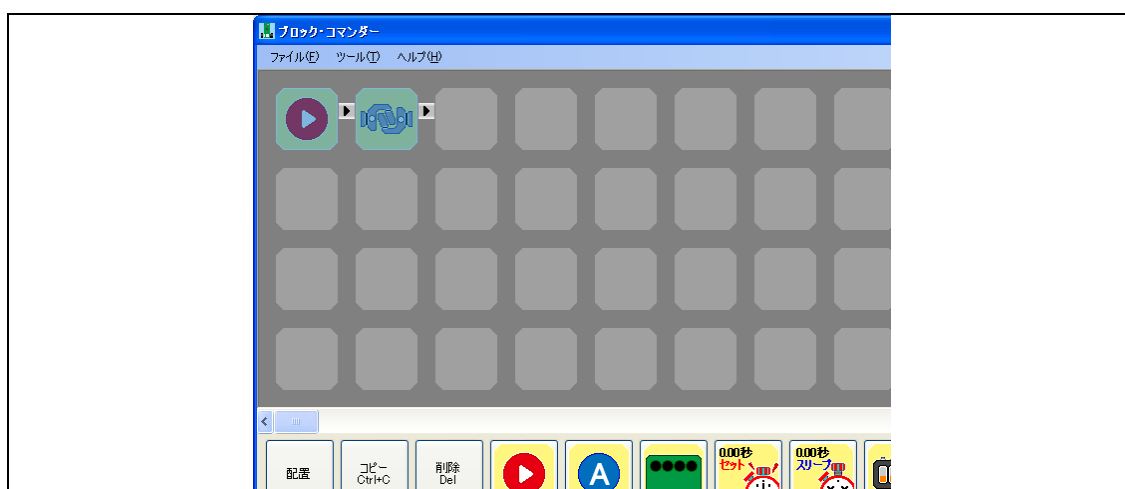 ブロック・コマンダー
ファイル(F) ツール(T) ヘルプ(H)
配置
コピー
Ctrl+C
削除
Del
A
0.00秒
セット
0.00秒
スリープ